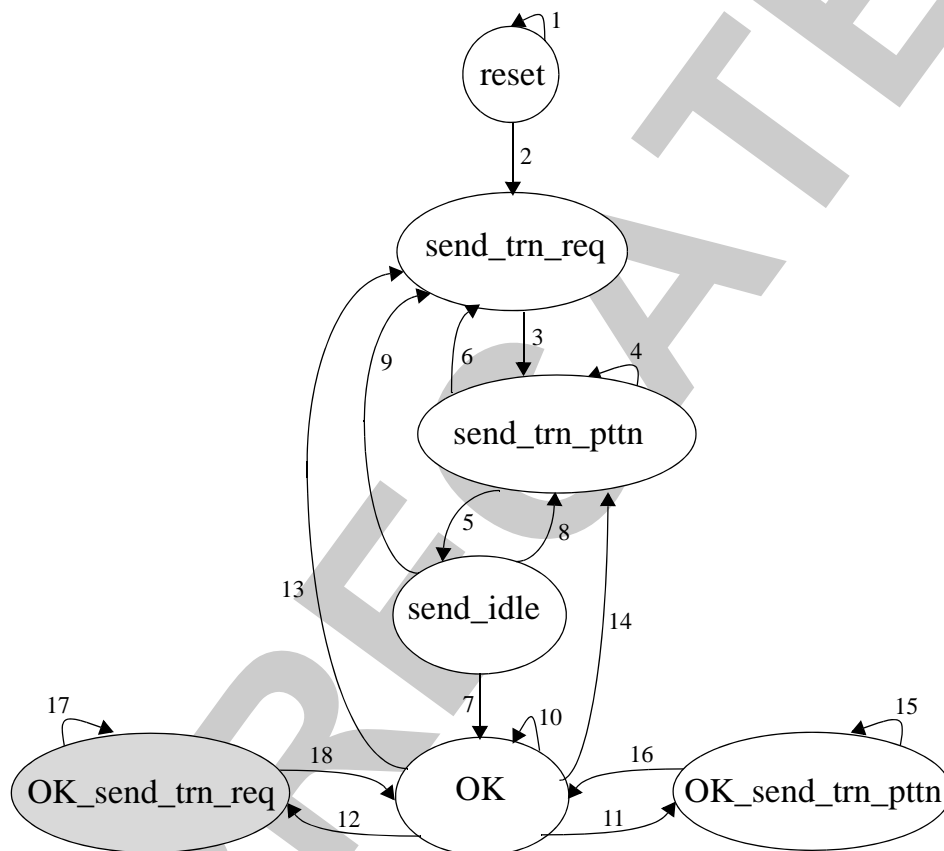 1
reset
2
send_trn_req
3
4
6
9
send_trn_pttn
5
8
13
send_idle
14
7
10
17
15
18
16
OK_send_trn_req
OK
OK_send_trn_pttn
12
11